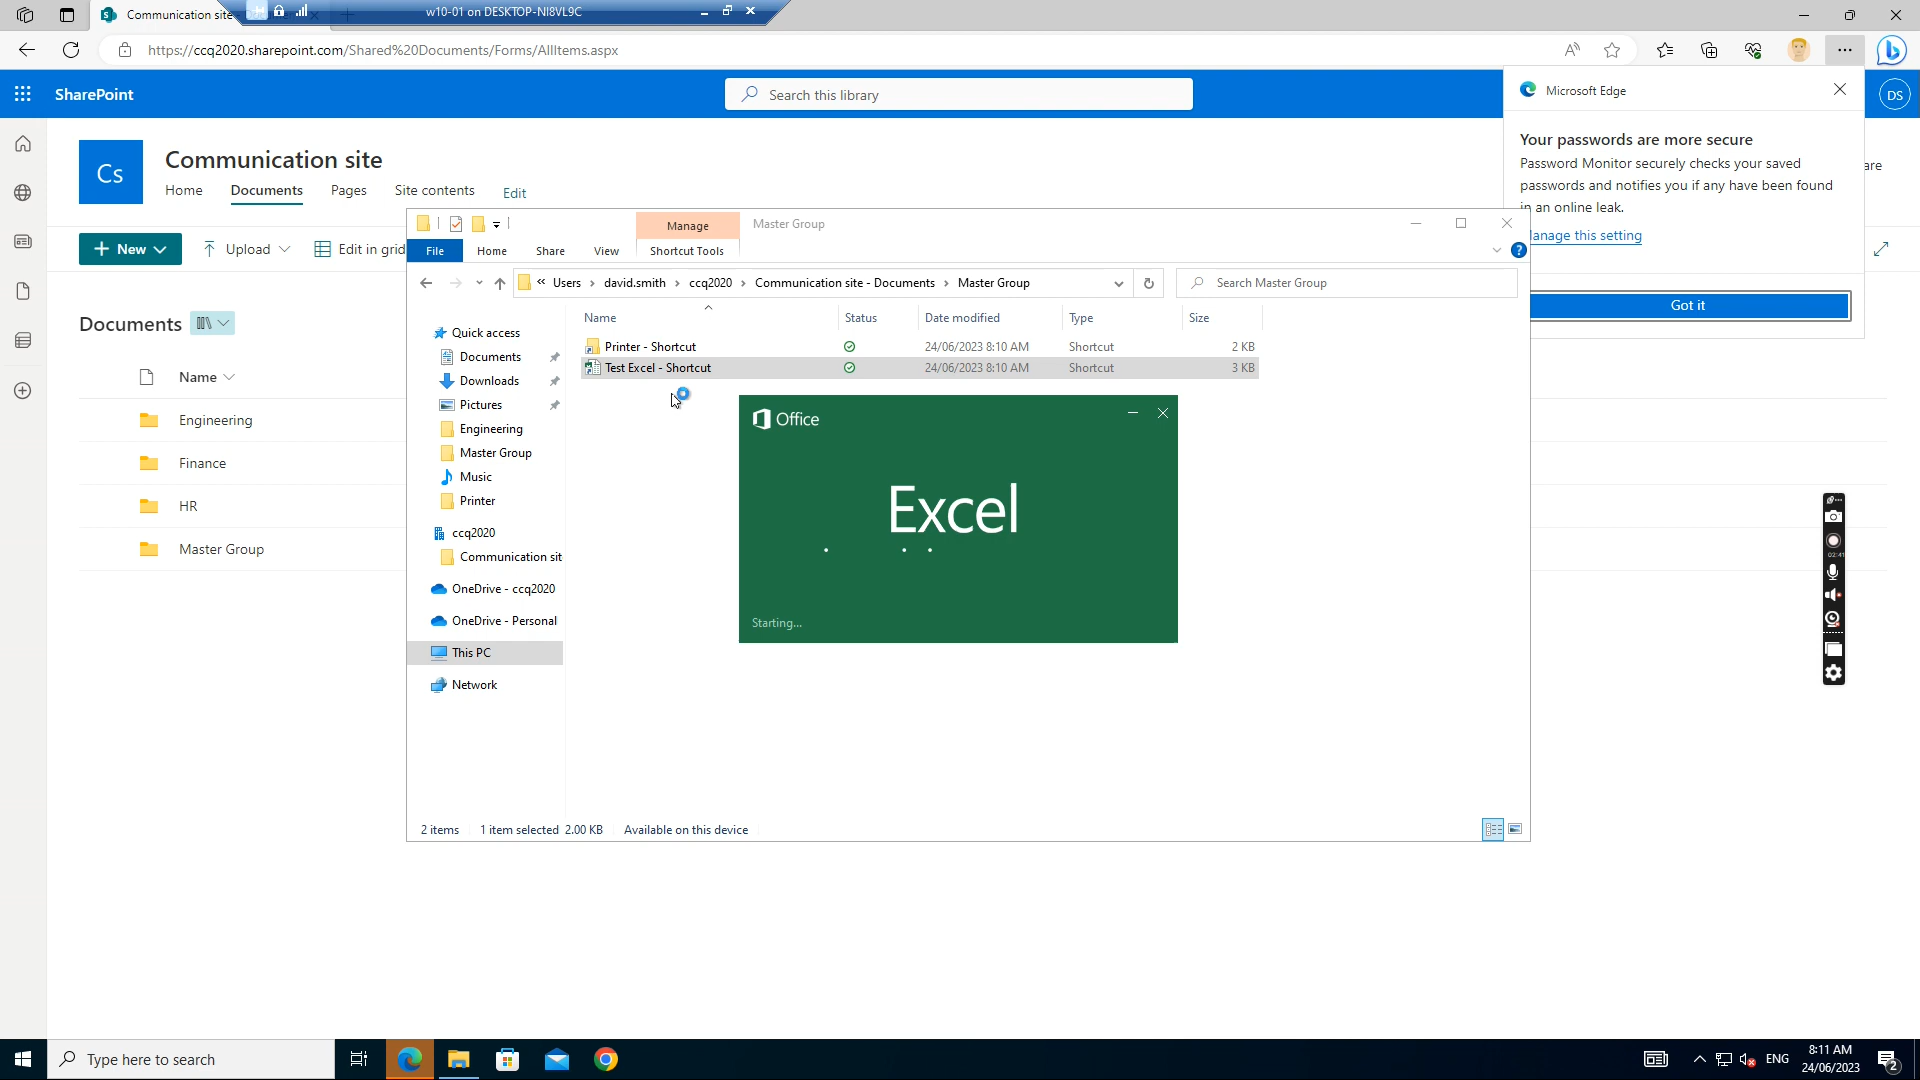 Communication site
w10-01 on DESKTOP-NI8VL9C
https://ccq2020.sharepoint.com/Shared%20Documents/Forms/AllItems.aspx
SharePoint
Search this library
DS
Microsoft Edge
Your passwords are more secure
Password Monitor securely checks your saved
passwords and notifies you if any have been found
in an online leak.
Manage this setting
Got it
are
Cs
Communication site
Home
Documents
Pages
Site contents
Edit
New
Upload
Edit in grid
Documents
Name
Engineering
Finance
HR
Master Group
Manage
Master Group
File
Home
Share
View
Shortcut Tools
« Users > david.smith > ccq2020 > Communication site - Documents > Master Group
Search Master Group
Name
Status
Date modified
Type
Size
Printer - Shortcut
24/06/2023 8:10 AM
Shortcut
2 KB
Test Excel - Shortcut
24/06/2023 8:10 AM
Shortcut
3 KB
Quick access
Documents
Downloads
Pictures
Engineering
Master Group
Music
Printer
ccq2020
Communication sit
OneDrive - ccq2020
OneDrive - Personal
This PC
Network
Office
Excel
Starting...
2 items
1 item selected 2.00 KB
Available on this device
02:41
Type here to search
ENG
8:11 AM
24/06/2023
2